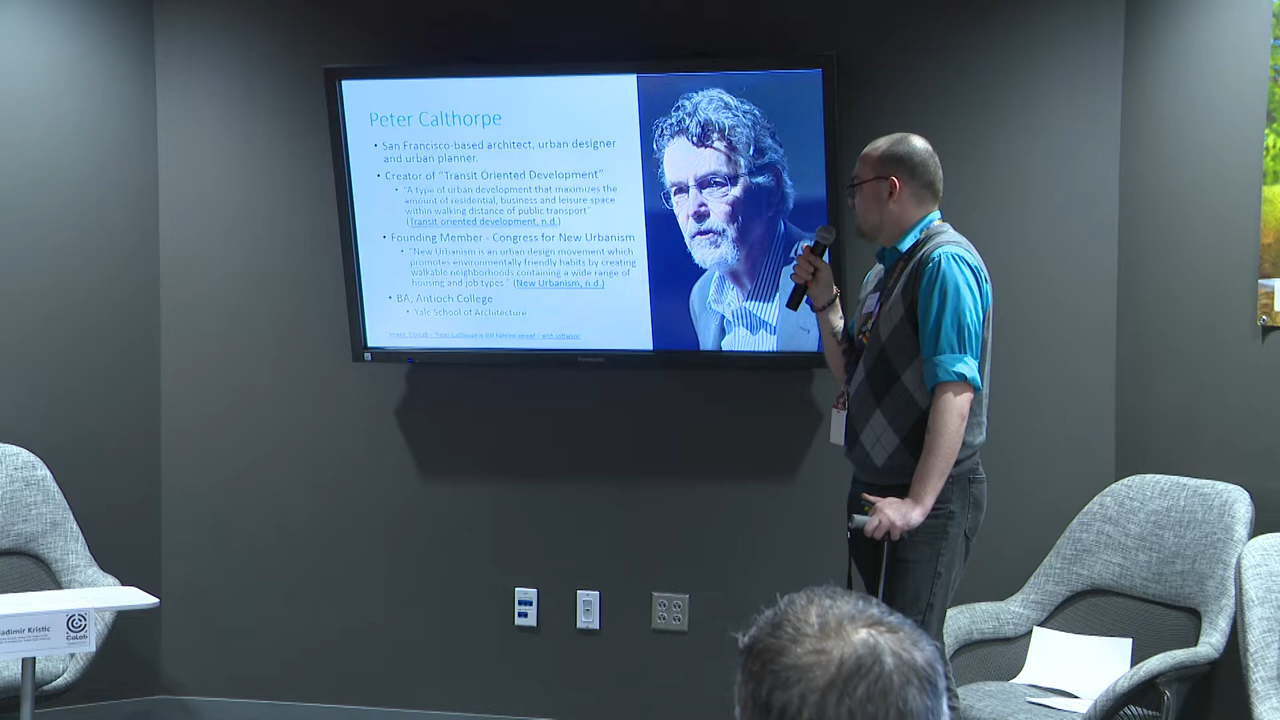 Peter Calthorpe
• San Francisco-based architect, urban designer
and urban planner.
• Creator of "Transit Oriented Development"
• "A type of urban development that maximizes the
amount of residential, business and leisure space
within walking distance of public transport"
(Transit oriented development, n.d.)
• Founding Member - Congress for New Urbanism
• "New Urbanism is an urban design movement which
promotes environmentally friendly habits by creating
walkable neighborhoods containing a wide range of
housing and job types." (New Urbanism, n.d.)
• BA, Antioch College
• Yale School of Architecture
Panasonic
adimir Kristic
CoLab